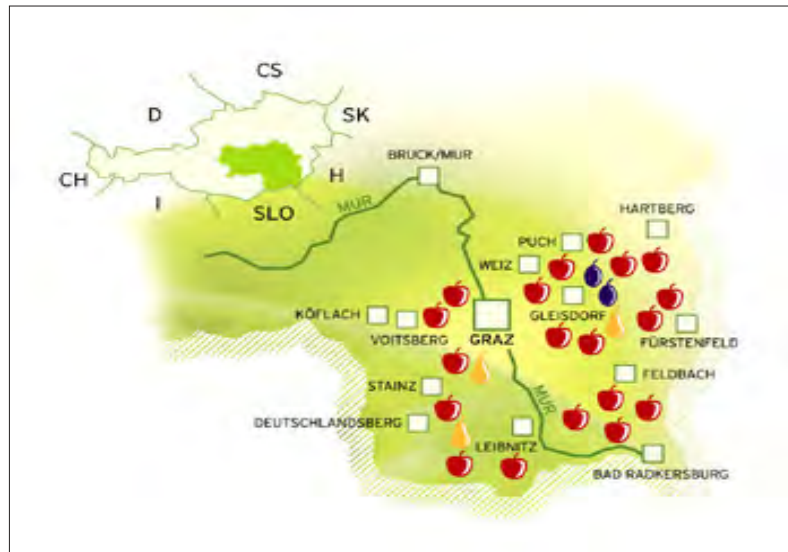 CS
D
SK
CH
H
I
SLO
BRUCK/MUR
MUR
HARTBERG
PUCH
WEIZ
GLEISDORF
KÖFLACH
VOITSBERG
GRAZ
FÜRSTENFELD
STAINZ
FELDBACH
MUR
DEUTSCHLANDSBERG
LEIBNITZ
BAD RADKERSBURG